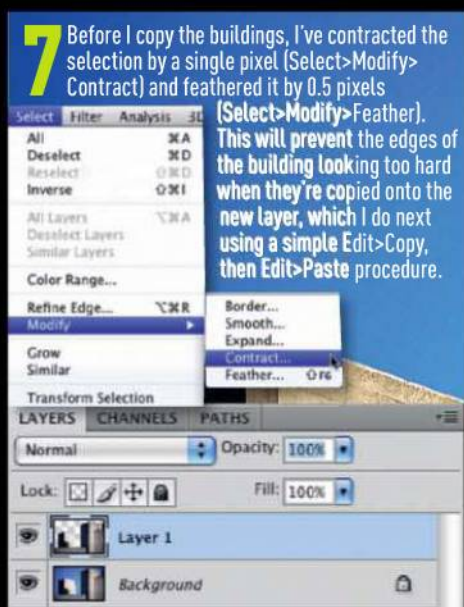 7 Before I copy the buildings, I've contracted the
selection by a single pixel (Select>Modify>
Contract) and feathered it by 0.5 pixels
(Select>Modify>Feather).
This will prevent the edges of
the building looking too hard
when they're copied onto the
new layer, which I do next
using a simple Edit>Copy,
then Edit>Paste procedure.
Select Filter Analysis 3D
All ⌘A
Deselect ⌘D
Reselect ⇧⌘D
Inverse ⇧⌘I
All Layers ⌥⌘A
Deselect Layers
Similar Layers
Color Range...
Refine Edge... ⌥⌘R
Modify ▶
Grow
Similar
Transform Selection
Border...
Smooth...
Expand...
Contract...
Feather... ⇧F6
LAYERS CHANNELS PATHS
Normal Opacity: 100%
Lock: Fill: 100%
Layer 1
Background